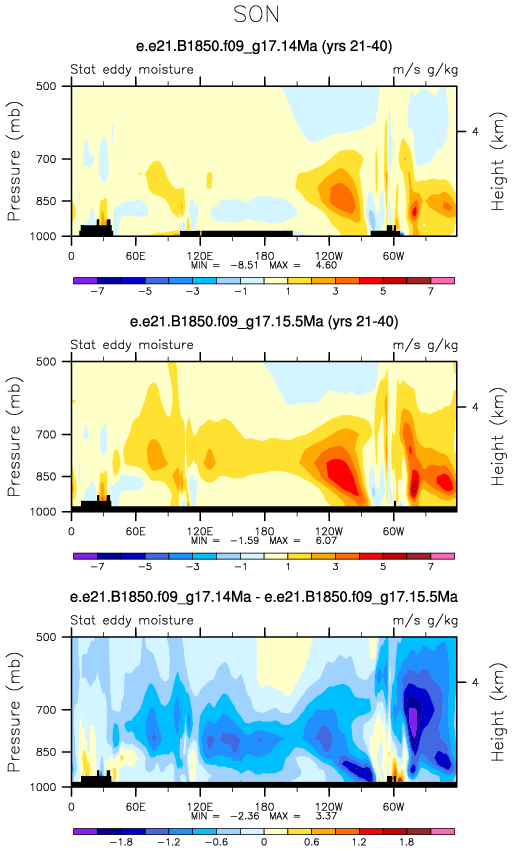 SON
e.e21.B1850.f09_g17.14Ma (yrs 21-40)
Stat eddy moisture m/s g/kg
Pressure (mb)
500
700
850
1000
4
Height (km)
0 60E 120E 180 120W 60W
MIN = -8.51 MAX = 4.60
-7 -5 -3 -1 1 3 5 7
e.e21.B1850.f09_g17.15.5Ma (yrs 21-40)
Stat eddy moisture m/s g/kg
Pressure (mb)
500
700
850
1000
4
Height (km)
0 60E 120E 180 120W 60W
MIN = -1.59 MAX = 6.07
-7 -5 -3 -1 1 3 5 7
e.e21.B1850.f09_g17.14Ma - e.e21.B1850.f09_g17.15.5Ma
Stat eddy moisture m/s g/kg
Pressure (mb)
500
700
850
1000
4
Height (km)
0 60E 120E 180 120W 60W
MIN = -2.36 MAX = 3.37
-1.8 -1.2 -0.6 0 0.6 1.2 1.8